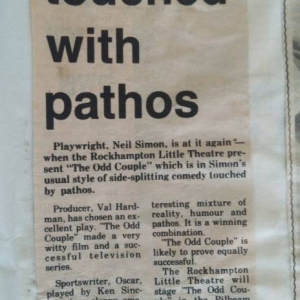 touched
with
pathos
Playwright, Neil Simon, is at it again —
when the Rockhampton Little Theatre pre-
sent "The Odd Couple" which is in Simon's
usual style of side-splitting comedy touched
by pathos.
Producer, Val Hard-
man, has chosen an ex-
cellent play. "The Odd
Couple" made a very
witty film and a suc-
cessful television
series.
Sportswriter, Oscar,
played by Ken Sinc-
teresting mixture of
reality, humour and
pathos. It is a winning
combination.
"The Odd Couple" is
likely to prove equally
successful.
The Rockhampton
Little Theatre will
stage "The Odd Cou-